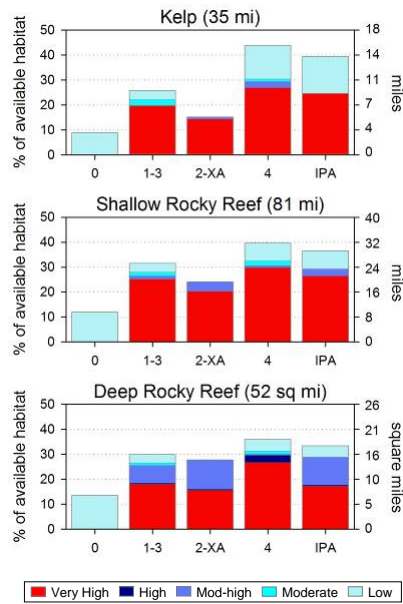 Kelp (35 mi)
% of available habitat
50
40
30
20
10
0
18
14
11
7
4
0
miles
0 1-3 2-XA 4 IPA
Shallow Rocky Reef (81 mi)
% of available habitat
50
40
30
20
10
0
40
32
24
16
8
0
miles
0 1-3 2-XA 4 IPA
Deep Rocky Reef (52 sq mi)
% of available habitat
50
40
30
20
10
0
26
21
16
12
5
0
square miles
0 1-3 2-XA 4 IPA
Very High High Mod-high Moderate Low